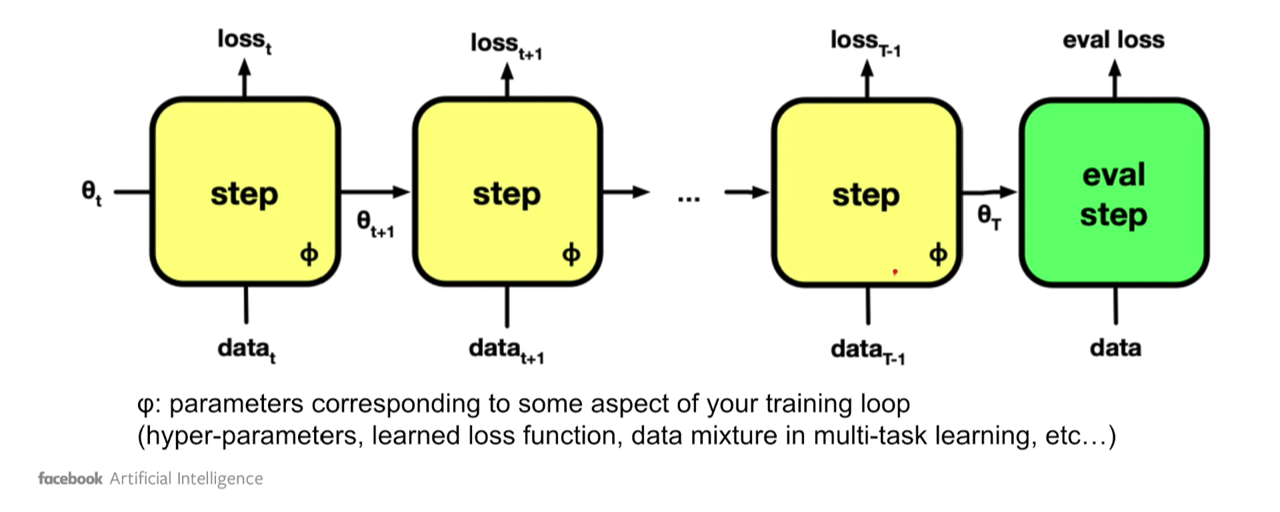 loss_t loss_t+1 loss_T-1 eval loss
θ_t step θ_t+1 step ... step θ_T eval step
ϕ ϕ ϕ
data_t data_t+1 data_T-1 data
φ: parameters corresponding to some aspect of your training loop
(hyper-parameters, learned loss function, data mixture in multi-task learning, etc…)
facebook Artificial Intelligence